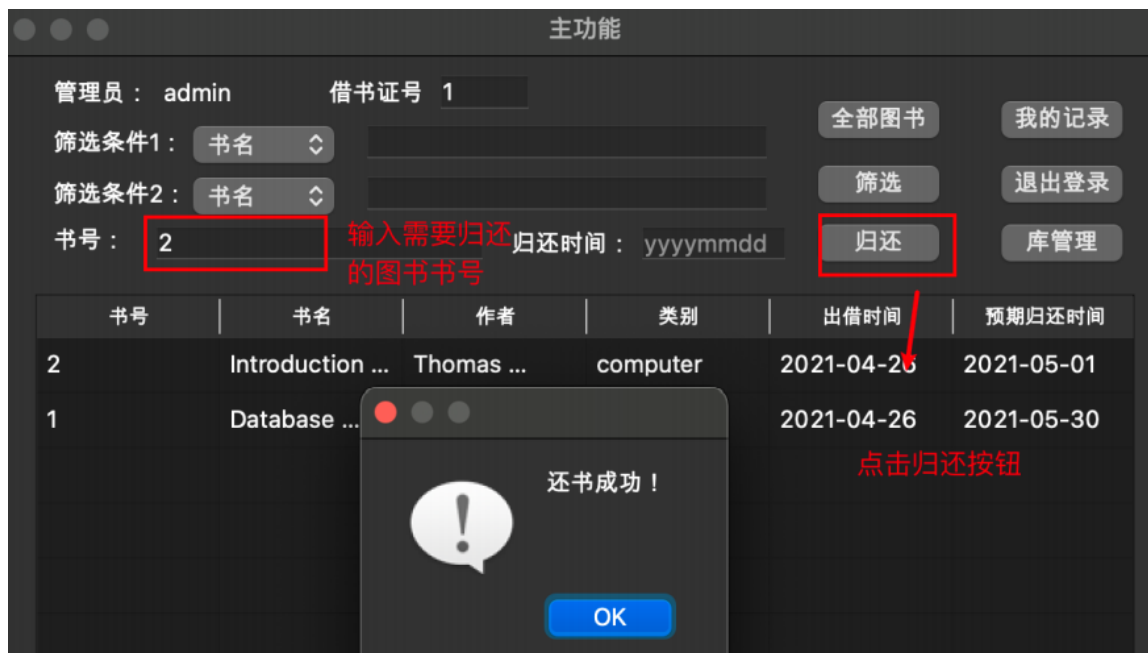 主功能
管理员： admin 借书证号 1
全部图书 我的记录
筛选条件1： 书名
筛选 退出登录
筛选条件2： 书名
书号： 2 输入需要归还的图书书号 归还时间： yyyymmdd 归还 库管理
书号 书名 作者 类别 出借时间 预期归还时间
2 Introduction ... Thomas ... computer 2021-04-26 2021-05-01
1 Database ... 2021-04-26 2021-05-30
点击归还按钮
还书成功！
OK